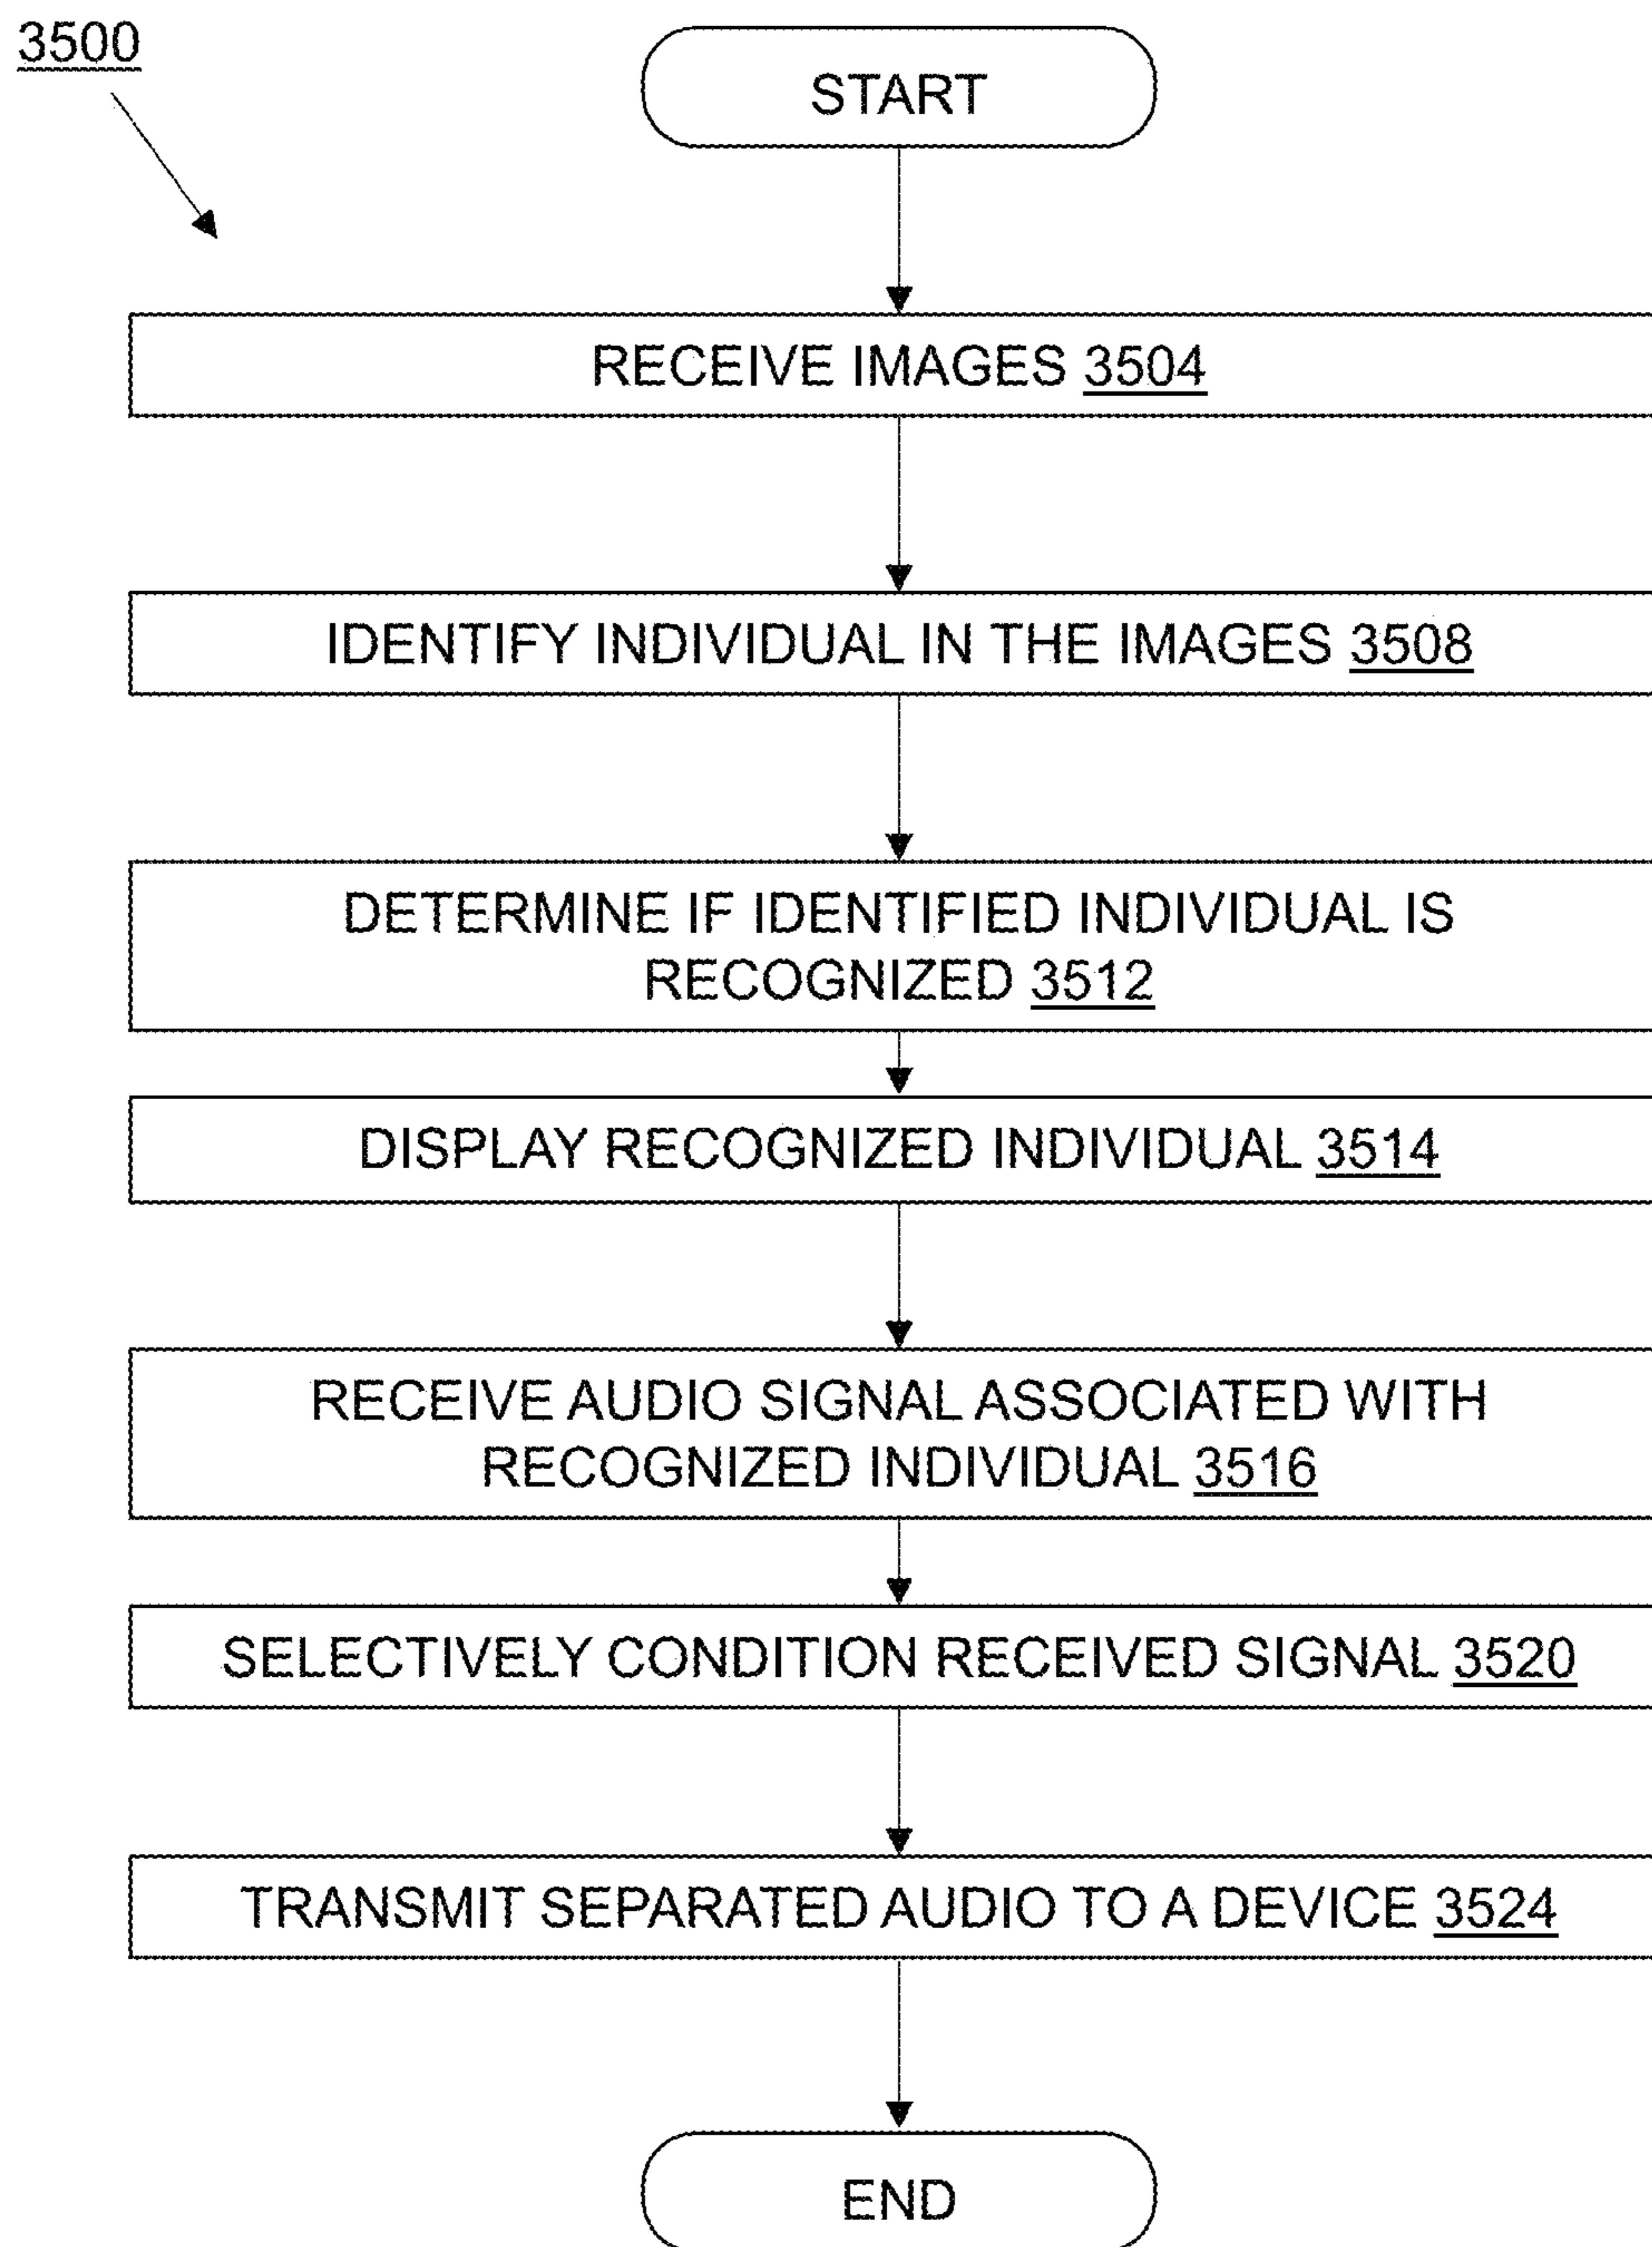 3500
START
RECEIVE IMAGES 3504
IDENTIFY INDIVIDUAL IN THE IMAGES 3508
DETERMINE IF IDENTIFIED INDIVIDUAL IS
RECOGNIZED 3512
DISPLAY RECOGNIZED INDIVIDUAL 3514
RECEIVE AUDIO SIGNAL ASSOCIATED WITH
RECOGNIZED INDIVIDUAL 3516
SELECTIVELY CONDITION RECEIVED SIGNAL 3520
TRANSMIT SEPARATED AUDIO TO A DEVICE 3524
END